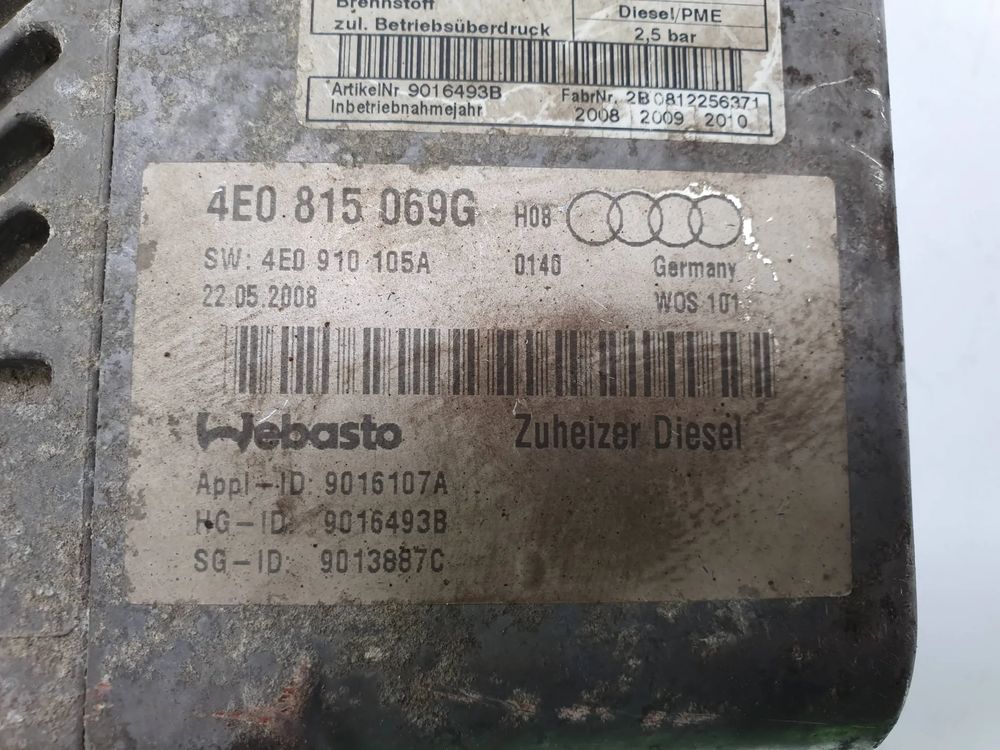 Brennstoff Diesel/PME
zul. Betriebsüberdruck 2,5 bar
ArtikelNr 9016493B FabrNr. 2B0812256371
Inbetriebnahmejahr 2008 2009 2010
4E0 815 069G H08
SW: 4E0 910 105A 0140 Germany
22.05.2008 WOS 101
Webasto Zuheizer Diesel
Appl-ID: 9016107A
HG-ID: 9016493B
SG-ID: 9013887C